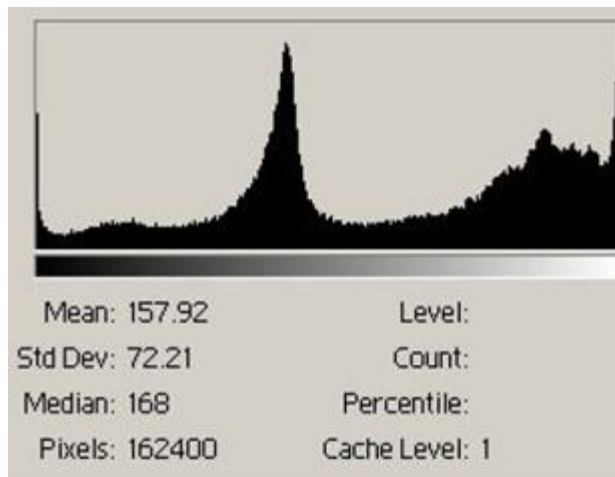 Mean: 157.92 Level:
Std Dev: 72.21 Count:
Median: 168 Percentile:
Pixels: 162400 Cache Level: 1